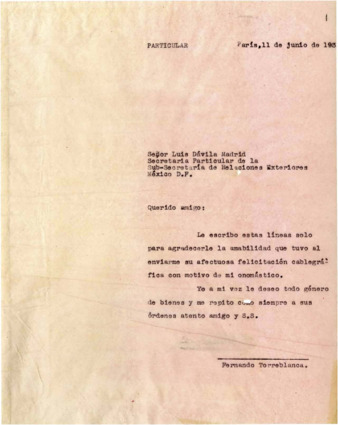 PARTICULAR París,11 de junio de 193
Señor Luis Dávila Madrid
Secretaria Particular de la
Sub-Secretaría de Relaciones Exteriores
México D.F.
Querido amigo:
Le escribo estas líneas solo
para agradecerle la amabilidad que tuvo al
enviarme su afectuosa felicitación cablegrá
fica con motivo de mi onomástico.
Yo a mi vez le deseo todo género
de bienes y me repito como siempre a sus
órdenes atento amigo y S.S.
Fernando Torreblanca.